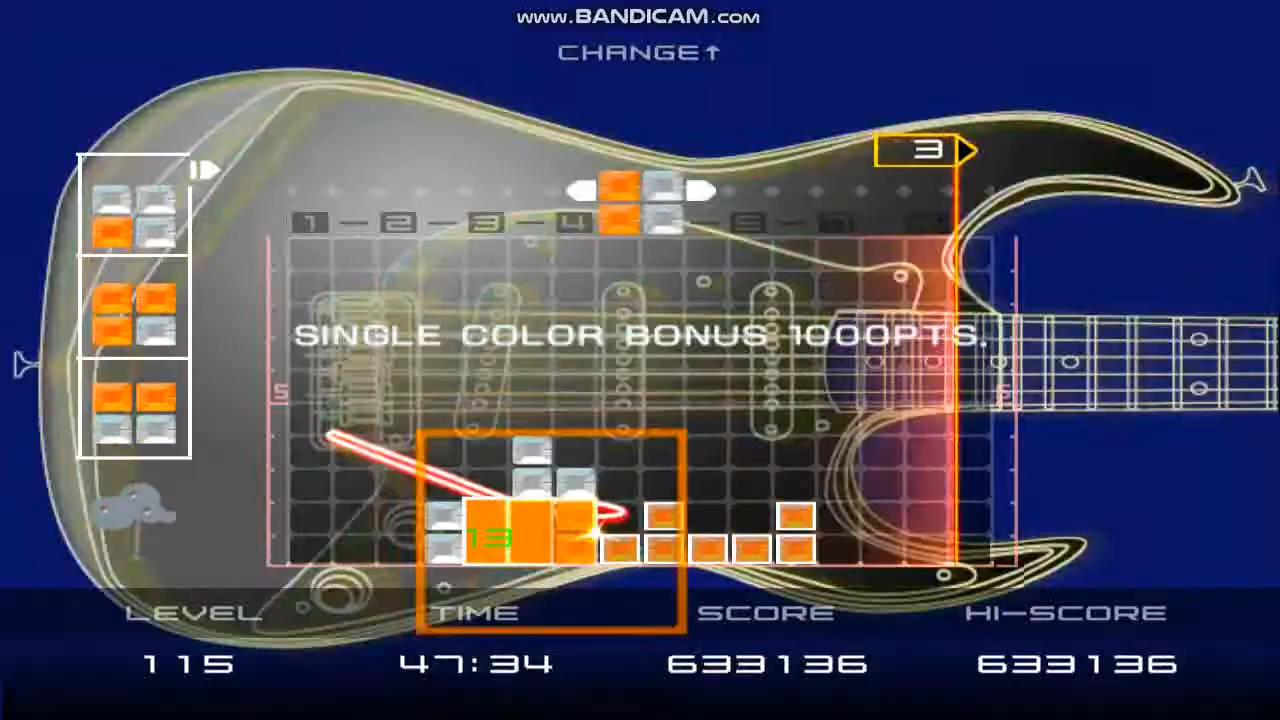 www.BANDICAM.com
CHANGE↑
3
1 2 3 4
SINGLE COLOR BONUS 1000PTS.
S S
13
LEVEL TIME SCORE HI-SCORE
115 47:34 633136 633136